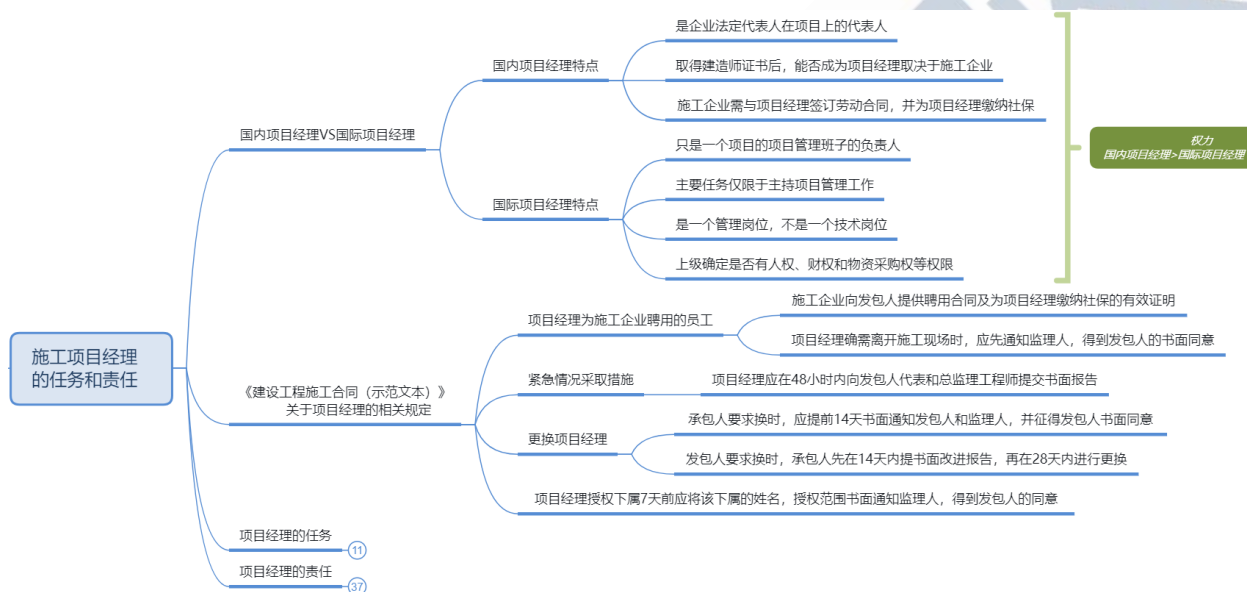 施工项目经理
的任务和责任
国内项目经理VS国际项目经理
国内项目经理特点
是企业法定代表人在项目上的代表人
取得建造师证书后，能否成为项目经理取决于施工企业
施工企业需与项目经理签订劳动合同，并为项目经理缴纳社保
国际项目经理特点
只是一个项目的项目管理班子的负责人
主要任务仅限于主持项目管理工作
是一个管理岗位，不是一个技术岗位
上级确定是否有人权、财权和物资采购权等权限
权力
国内项目经理>国际项目经理
《建设工程施工合同（示范文本）》
关于项目经理的相关规定
项目经理为施工企业聘用的员工
施工企业向发包人提供聘用合同及为项目经理缴纳社保的有效证明
项目经理确需离开施工现场时，应先通知监理人，得到发包人的书面同意
紧急情况采取措施
项目经理应在48小时内向发包人代表和总监理工程师提交书面报告
更换项目经理
承包人要求换时，应提前14天书面通知发包人和监理人，并征得发包人书面同意
发包人要求换时，承包人先在14天内提书面改进报告，再在28天内进行更换
项目经理授权下属7天前应将该下属的姓名，授权范围书面通知监理人，得到发包人的同意
项目经理的任务
11
项目经理的责任
37